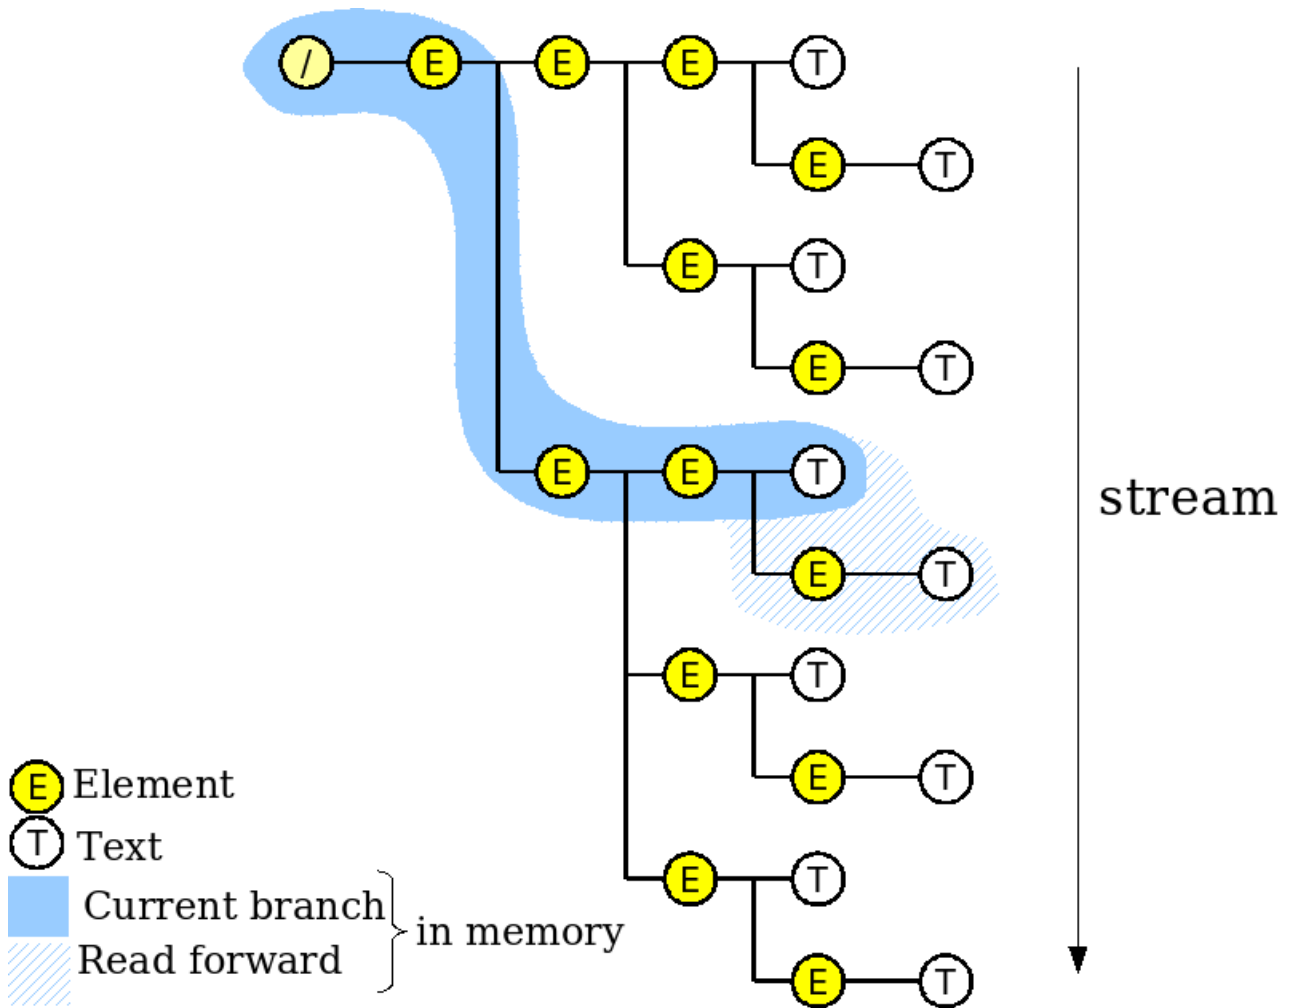 / E E E T
E T
E T
E T
E E T
stream
E T
E T
E T
E Element
E T
T Text
Current branch
in memory
Read forward
E T